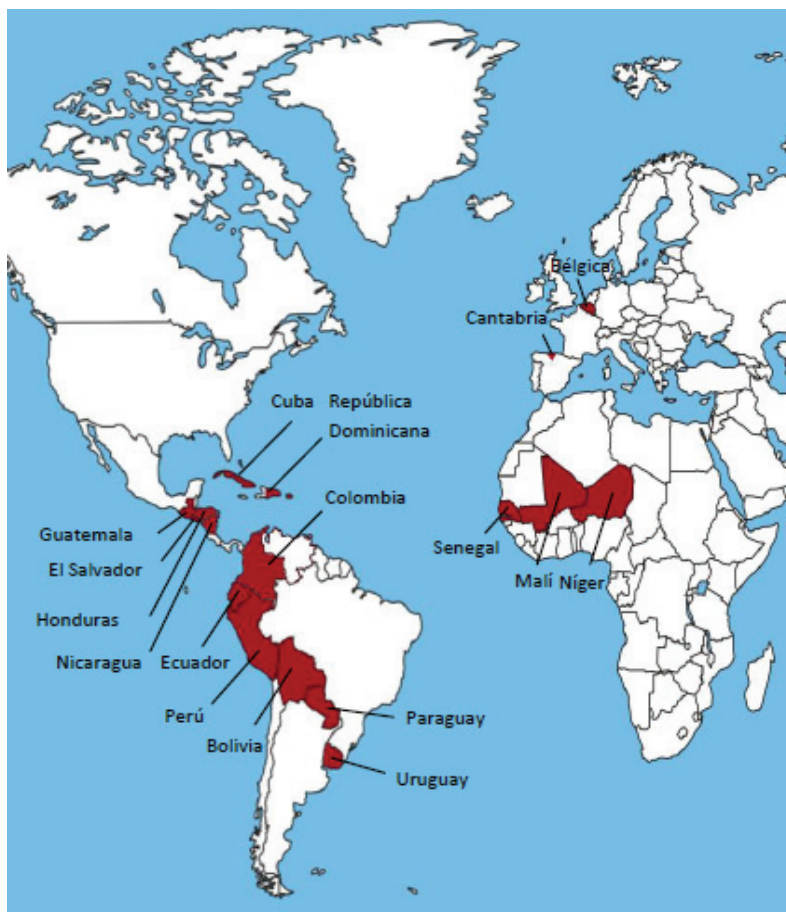 Bélgica
Cantabria
Cuba República
Dominicana
Colombia
Guatemala
El Salvador
Honduras
Nicaragua
Ecuador
Perú
Bolivia
Paraguay
Uruguay
Senegal
Malí Níger